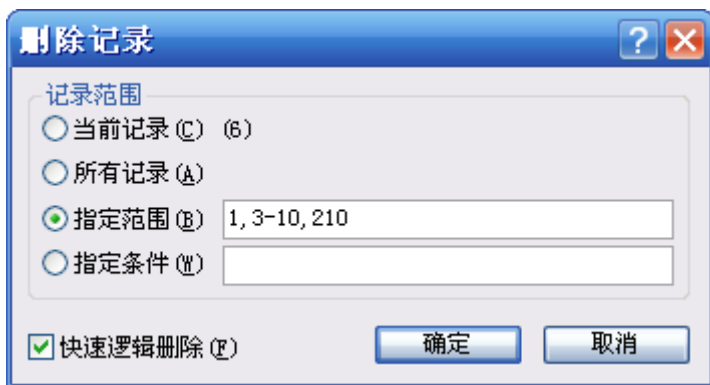 删除记录
记录范围
当前记录(C) (6)
所有记录(A)
指定范围(B) 1,3-10,210
指定条件(W)
快速逻辑删除(F) 确定 取消